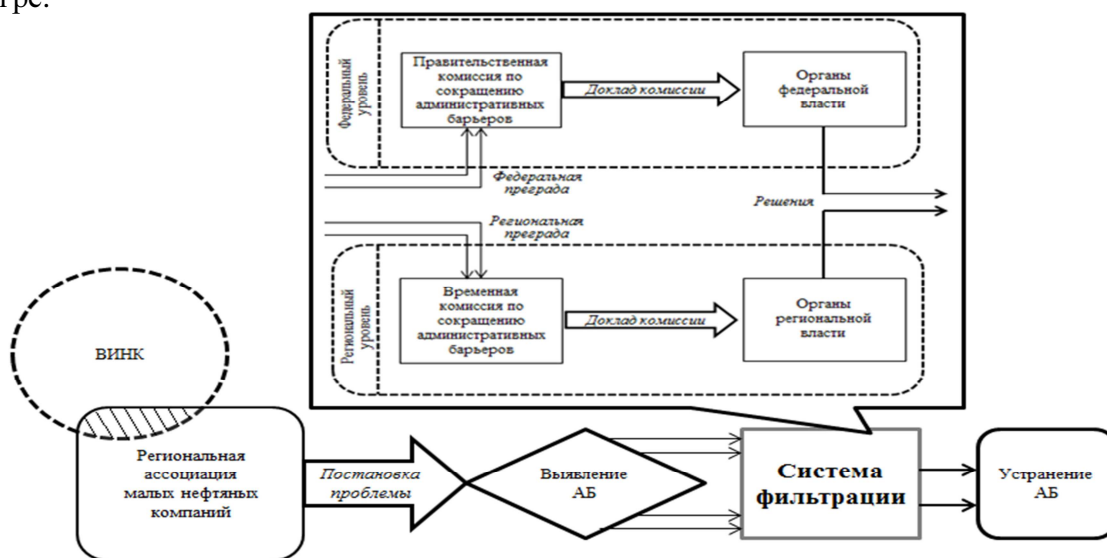 Федеральный
уровень
Правительственная
комиссия по
сокращению
административных
барьеров
Доклад комиссии
Органы
федеральной
власти
Федеральная
преграда
Региональная
преграда
Решения
Региональный
уровень
Временная
комиссия по
сокращению
административных
барьеров
Доклад комиссии
Органы
региональной
власти
ВИНК
Региональная
ассоциация
малых нефтяных
компаний
Постановка
проблемы
Выявление
АБ
Система
фильтрации
Устранение
АБ